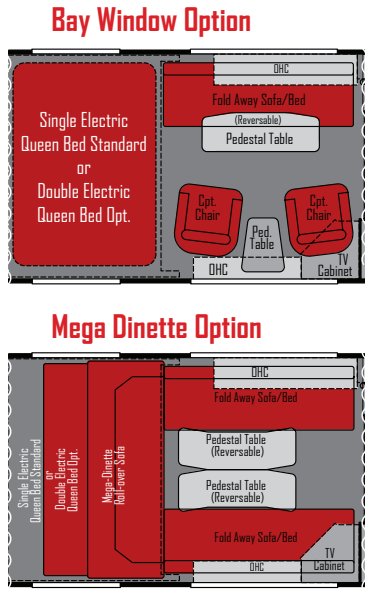 Bay Window Option
OHC
Fold Away Sofa/Bed
(Reversable)
Pedestal Table
Single Electric
Queen Bed Standard
or
Double Electric
Queen Bed Opt.
Cpt.
Chair
Cpt.
Chair
Ped.
Table
OHC
TV
Cabinet
Mega Dinette Option
OHC
Fold Away Sofa/Bed
Single Electric
Queen Bed Standard
or
Double Electric
Queen Bed Opt.
Mega-Dinette
Roll-over Sofa
Pedestal Table
(Reversable)
Pedestal Table
(Reversable)
Fold Away Sofa/Bed
OHC
TV
Cabinet